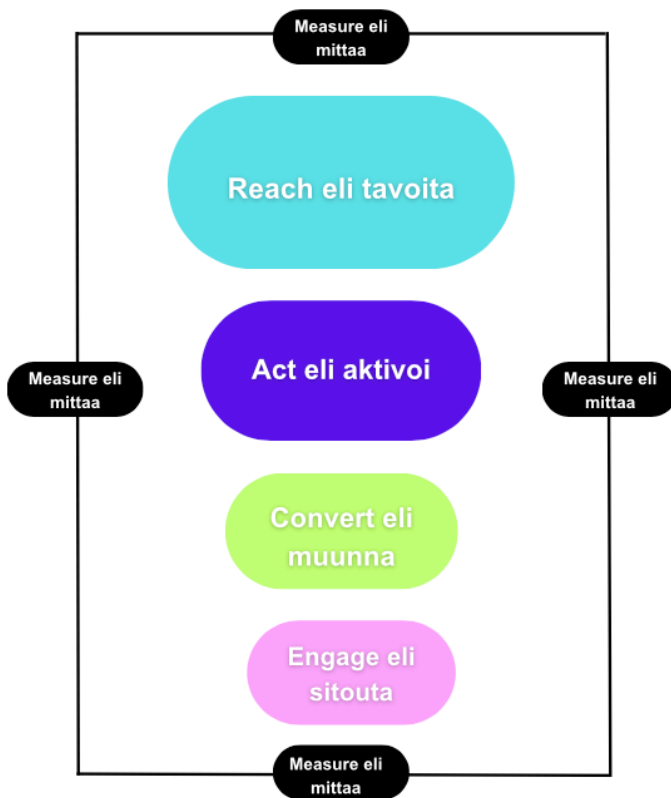 Measure eli
mittaa
Reach eli tavoita
Act eli aktivoi
Measure eli
mittaa
Measure eli
mittaa
Convert eli
muunna
Engage eli
sitouta
Measure eli
mittaa